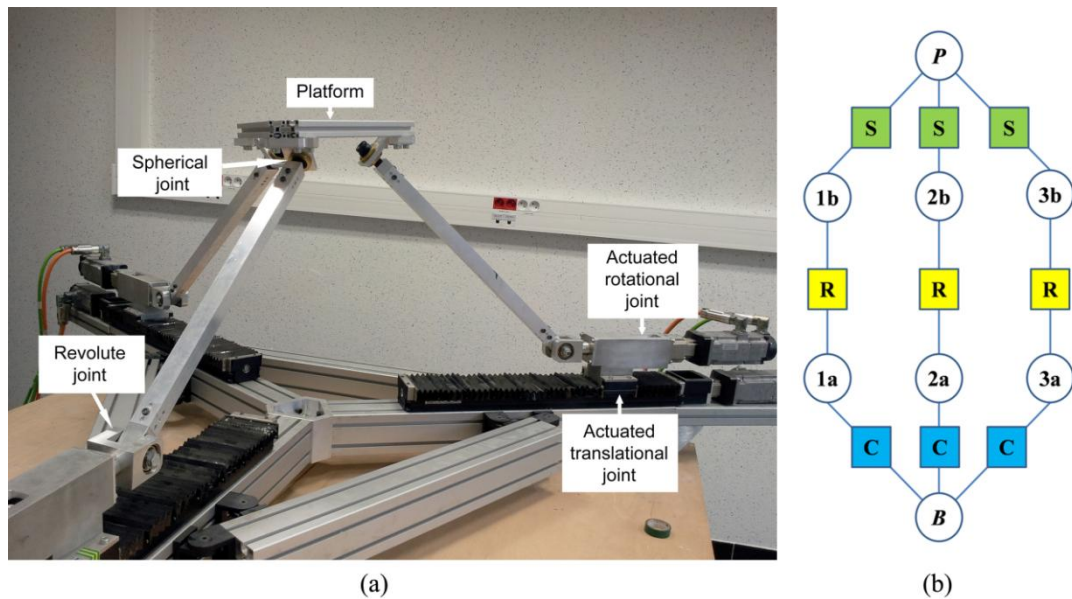 Platform
Spherical
joint
Actuated
rotational
joint
Revolute
joint
Actuated
translational
joint
(a)
P
S S S
1b 2b 3b
R R R
1a 2a 3a
C C C
B
(b)